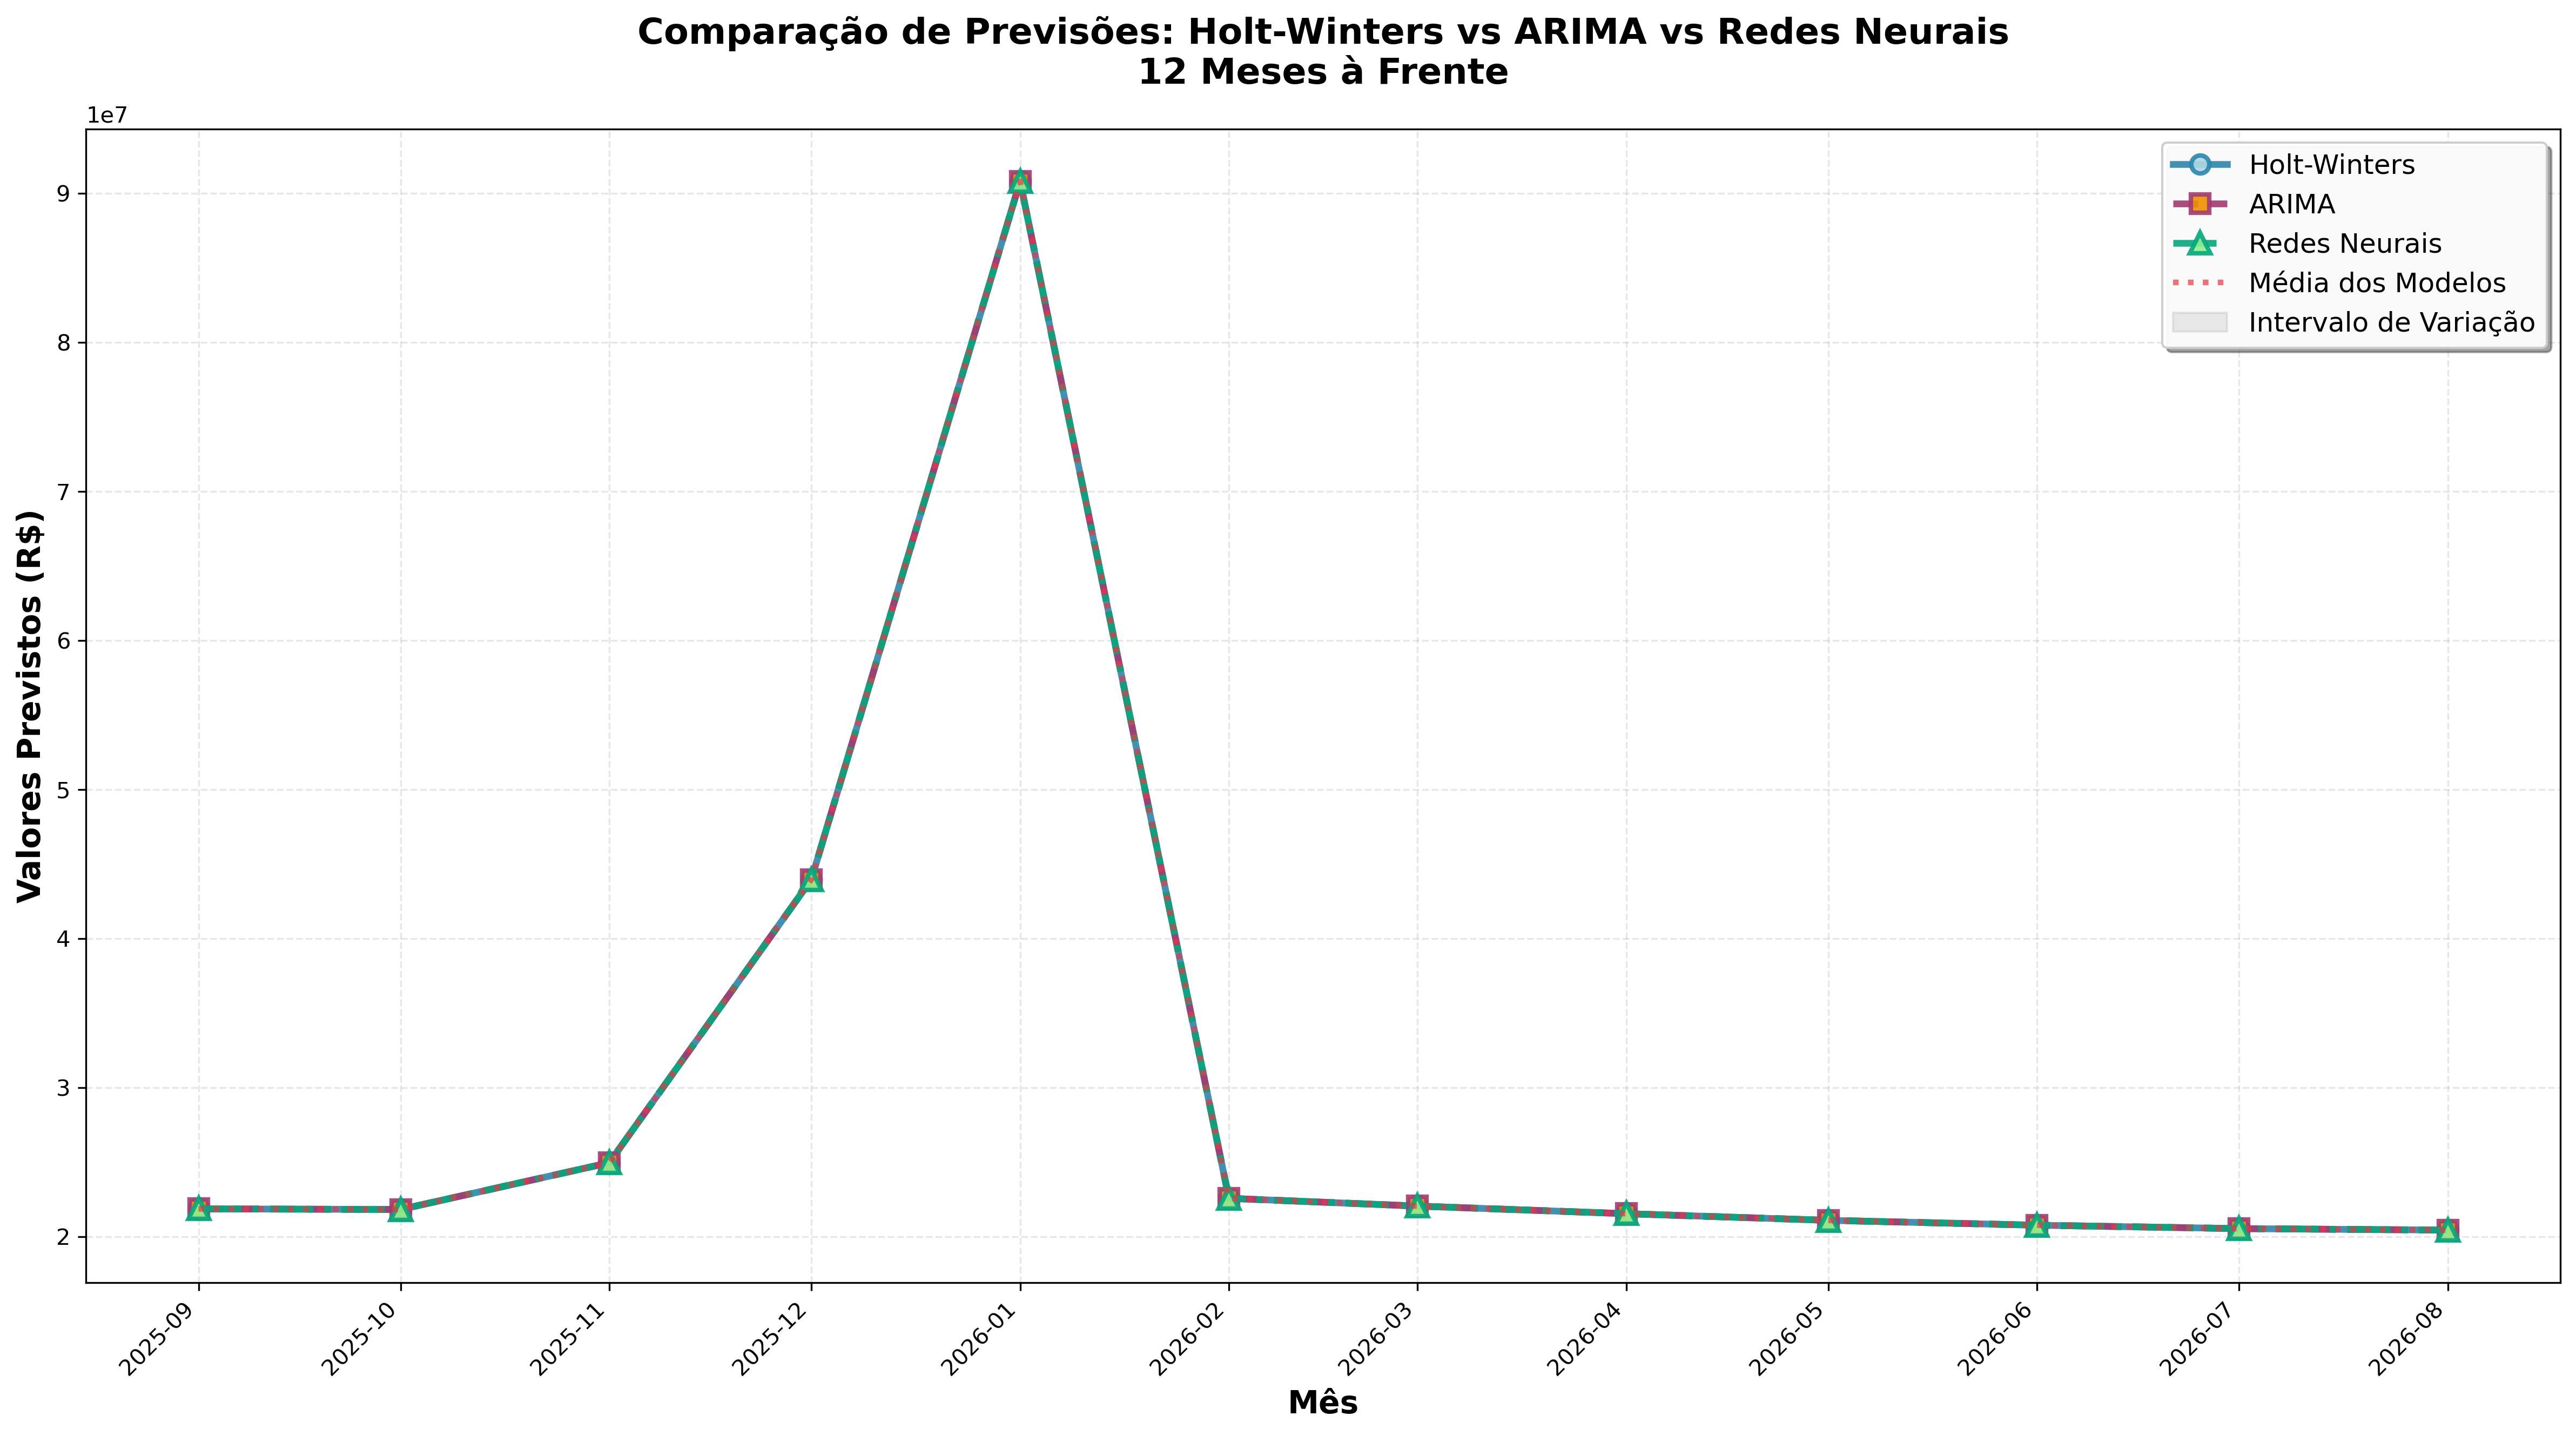 Comparação de Previsões: Holt-Winters vs ARIMA vs Redes Neurais
12 Meses à Frente
1e7
Holt-Winters
ARIMA
Redes Neurais
Média dos Modelos
Intervalo de Variação
9
8
7
6
5
4
3
2
Valores Previstos (R$)
2025-09
2025-10
2025-11
2025-12
2026-01
2026-02
2026-03
2026-04
2026-05
2026-06
2026-07
2026-08
Mês